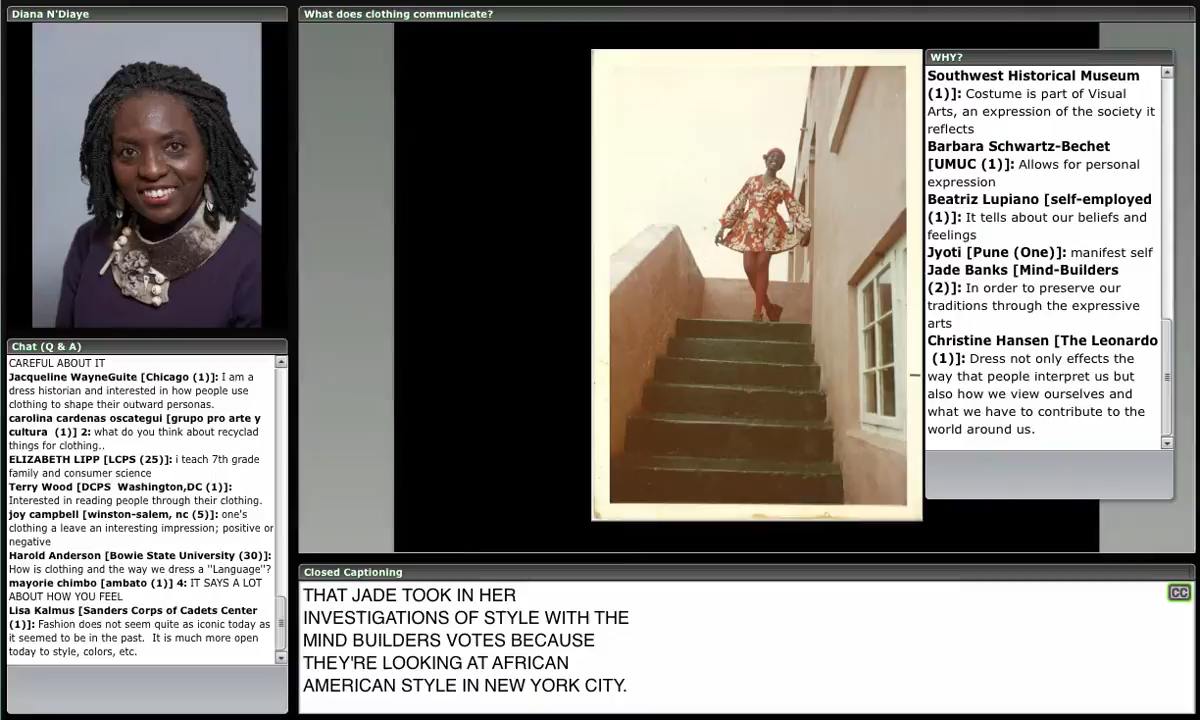 Diana N'Diaye
What does clothing communicate?
WHY?
Southwest Historical Museum
(1)]: Costume is part of Visual
Arts, an expression of the society it
reflects
Barbara Schwartz-Bechet
[UMUC (1)]: Allows for personal
expression
Beatriz Lupiano [self-employed
(1)]: It tells about our beliefs and
feelings
Jyoti [Pune (One)]: manifest self
Jade Banks [Mind-Builders
(2)]: In order to preserve our
traditions through the expressive
arts
Christine Hansen [The Leonardo
(1)]: Dress not only effects the
way that people interpret us but
also how we view ourselves and
what we have to contribute to the
world around us.
Chat (Q & A)
CAREFUL ABOUT IT
Jacqueline WayneGuite [Chicago (1)]: I am a
dress historian and interested in how people use
clothing to shape their outward personas.
carolina cardenas oscategui [grupo pro arte y
cultura (1)] 2: what do you think about recyclad
things for clothing..
ELIZABETH LIPP [LCPS (25)]: i teach 7th grade
family and consumer science
Terry Wood [DCPS Washington,DC (1)]:
Interested in reading people through their clothing.
joy campbell [winston-salem, nc (5)]: one's
clothing a leave an interesting impression; positive or
negative
Harold Anderson [Bowie State University (30)]:
How is clothing and the way we dress a "Language"?
mayorie chimbo [ambato (1)] 4: IT SAYS A LOT
ABOUT HOW YOU FEEL
Lisa Kalmus [Sanders Corps of Cadets Center
(1)]: Fashion does not seem quite as iconic today as
it seemed to be in the past. It is much more open
today to style, colors, etc.
Closed Captioning
CC
THAT JADE TOOK IN HER
INVESTIGATIONS OF STYLE WITH THE
MIND BUILDERS VOTES BECAUSE
THEY'RE LOOKING AT AFRICAN
AMERICAN STYLE IN NEW YORK CITY.